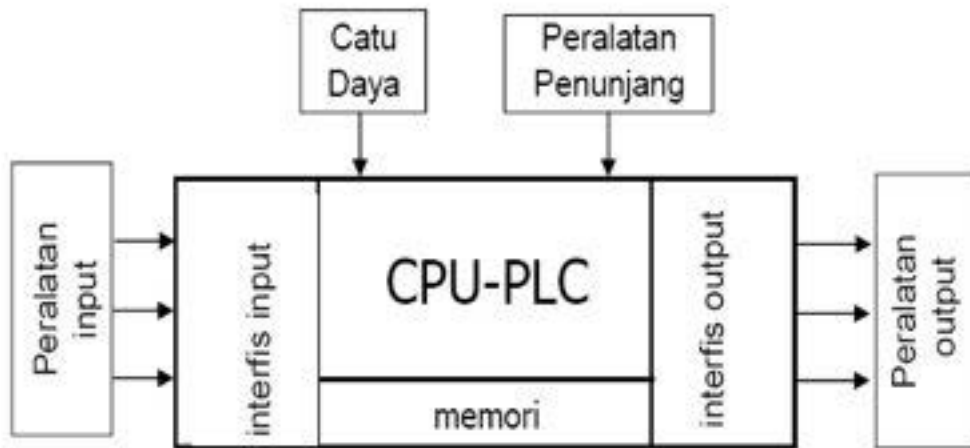 Catu
Daya
Peralatan
Penunjang
Peralatan
input
interfis input
CPU-PLC
memori
interfis output
Peralatan
output